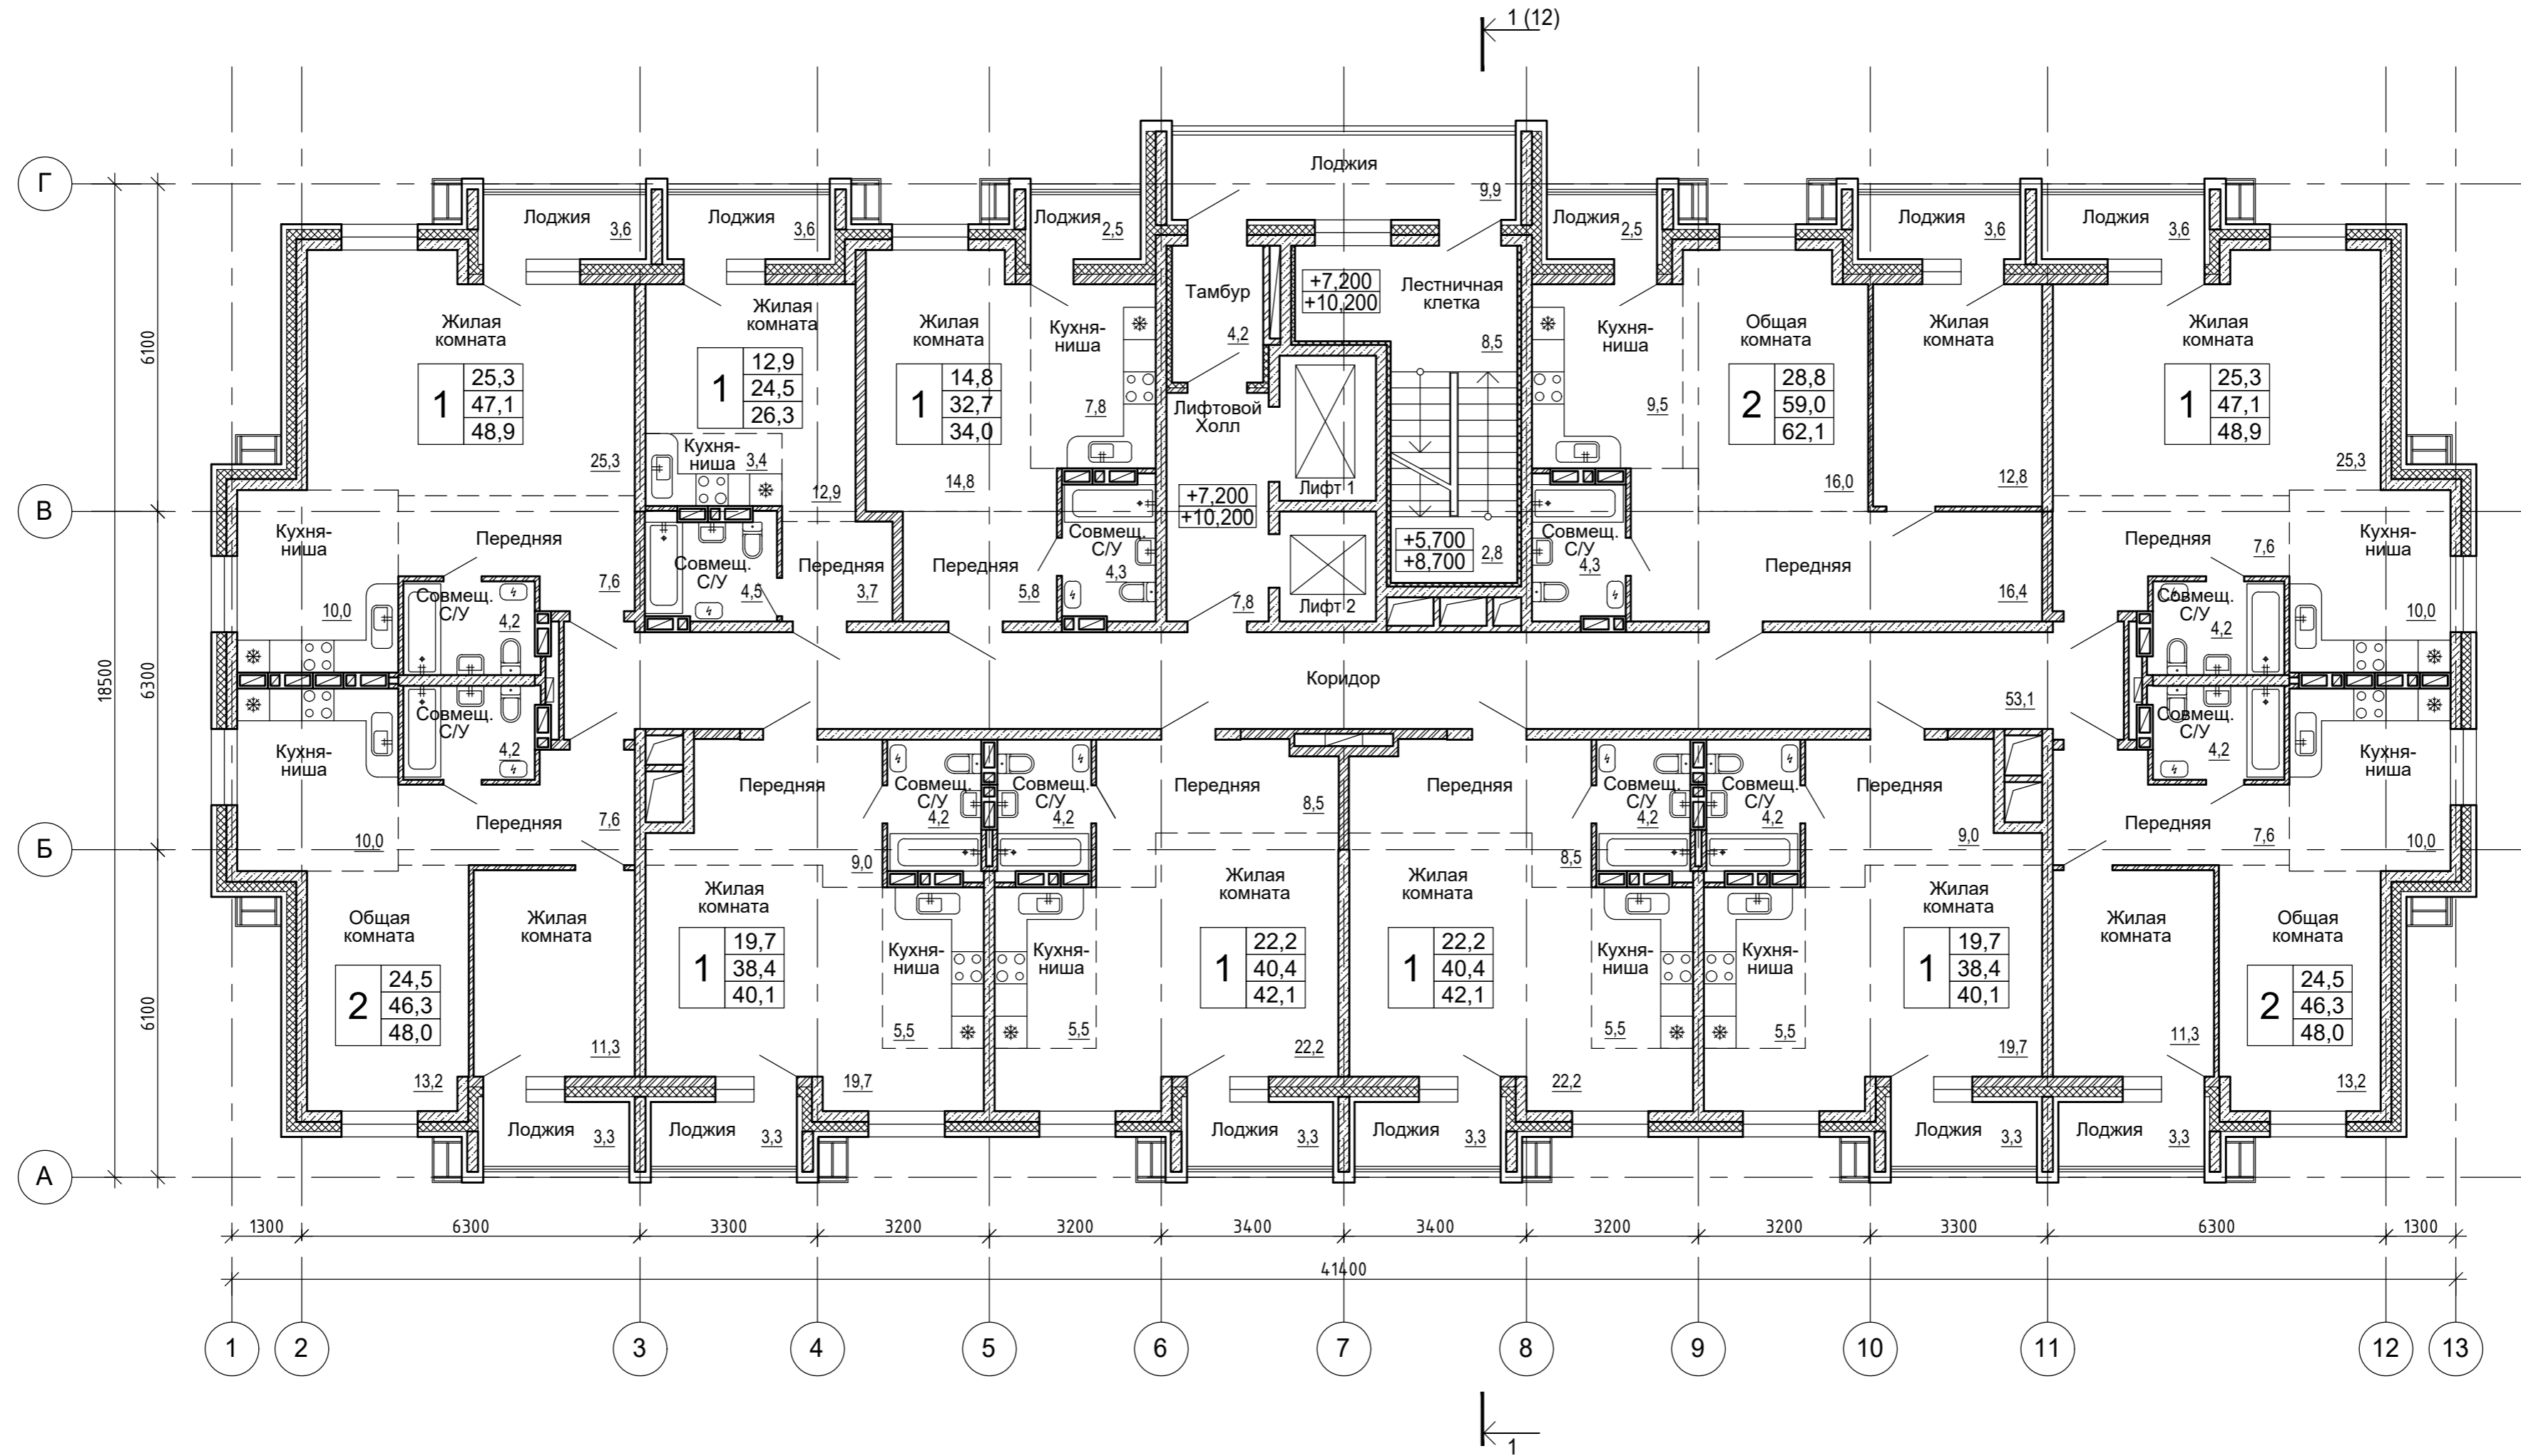 1 (12)
Г
Лоджия
9,9
Лоджия
3,6
Лоджия
3,6
Лоджия
2,5
Лоджия
2,5
Лоджия
3,6
Лоджия
3,6
Жилая
комната
1
25,3
47,1
48,9
25,3
Жилая
комната
1
12,9
24,5
26,3
Кухня-
ниша
3,4
12,9
Жилая
комната
1
14,8
32,7
34,0
14,8
Кухня-
ниша
7,8
Тамбур
4,2
+7,200
+10,200
Лестничная
клетка
8,5
Лифтовой
Холл
Лифт 1
+7,200
+10,200
Лифт 2
7,8
+5,700
+8,700
2,8
Кухня-
ниша
9,5
Общая
комната
2
28,8
59,0
62,1
16,0
Жилая
комната
12,8
Жилая
комната
1
25,3
47,1
48,9
25,3
6100
В
Кухня-
ниша
10,0
Передняя
7,6
Совмещ.
С/У
4,2
Совмещ.
С/У
4,5
Передняя
3,7
Передняя
5,8
Совмещ.
С/У
4,3
Совмещ.
С/У
4,3
Передняя
16,4
Передняя
7,6
Совмещ.
С/У
4,2
Кухня-
ниша
10,0
18500
6300
Коридор
53,1
Кухня-
ниша
10,0
Совмещ.
С/У
4,2
Передняя
7,6
Передняя
9,0
Совмещ.
С/У
4,2
Совмещ.
С/У
4,2
Передняя
8,5
Передняя
8,5
Совмещ.
С/У
4,2
Совмещ.
С/У
4,2
Передняя
9,0
Совмещ.
С/У
4,2
Передняя
7,6
Кухня-
ниша
10,0
Б
Общая
комната
2
24,5
46,3
48,0
13,2
Жилая
комната
11,3
Жилая
комната
1
19,7
38,4
40,1
19,7
Кухня-
ниша
5,5
Кухня-
ниша
5,5
Жилая
комната
1
22,2
40,4
42,1
22,2
Жилая
комната
1
22,2
40,4
42,1
22,2
Кухня-
ниша
5,5
Кухня-
ниша
5,5
Жилая
комната
1
19,7
38,4
40,1
19,7
Жилая
комната
11,3
Общая
комната
2
24,5
46,3
48,0
13,2
6100
Лоджия
3,3
Лоджия
3,3
Лоджия
3,3
Лоджия
3,3
Лоджия
3,3
Лоджия
3,3
А
1300
6300
3300
3200
3200
3400
3400
3200
3200
3300
6300
1300
41400
1
2
3
4
5
6
7
8
9
10
11
12
13
1